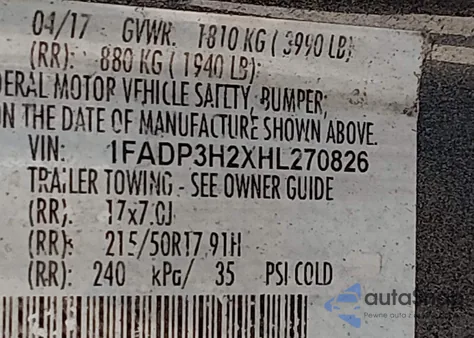 04/17 GVWR. 1810 KG ( 3990 LB)
(RR): 880 KG ( 1940 LB):
DERAL MOTOR VEHICLE SAFETY, BUMPER,
ON THE DATE OF MANUFACTURE SHOWN ABOVE.
VIN: 1FADP3H2XHL270826
TRAILER TOWING - SEE OWNER GUIDE
(RR). 17x7.0J
(RR): 215/50R17 91H
(RR): 240 kPa/ 35 PSI COLD